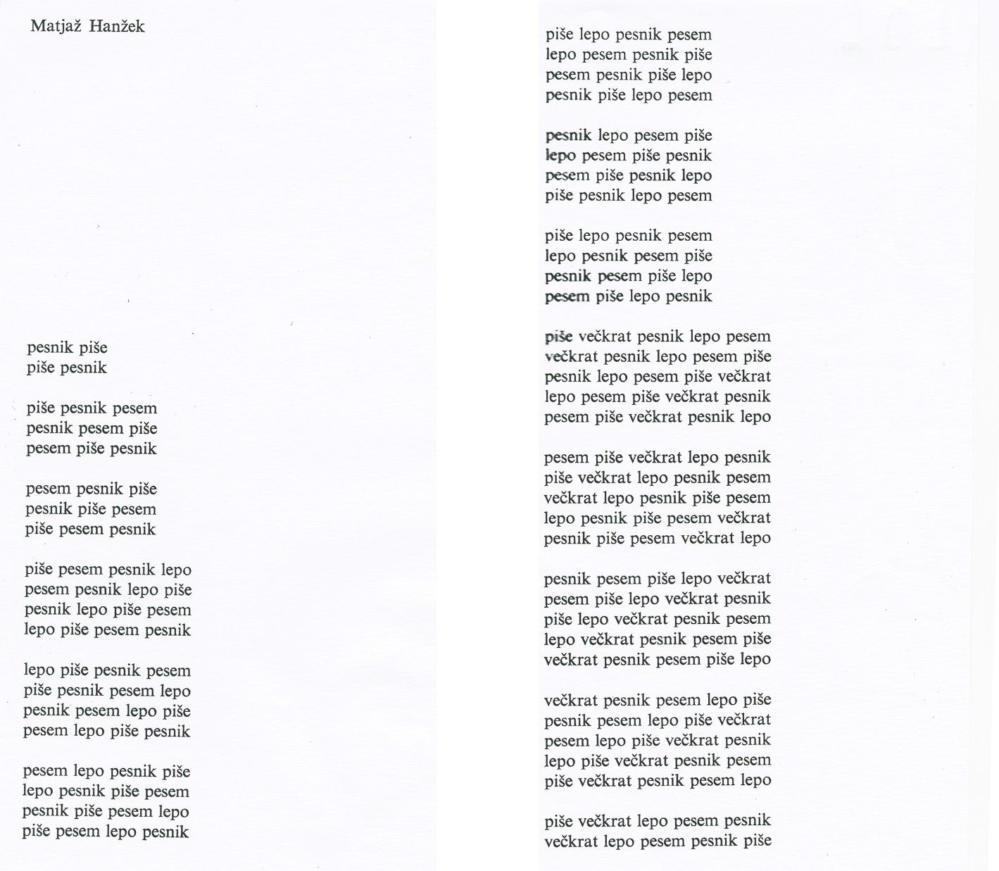 Matjaž Hanžek
pesnik piše
piše pesnik
piše pesnik pesem
pesnik pesem piše
pesem piše pesnik
pesem pesnik piše
pesnik piše pesem
piše pesem pesnik
piše pesem pesnik lepo
pesem pesnik lepo piše
pesnik lepo piše pesem
lepo piše pesem pesnik
lepo piše pesnik pesem
piše pesnik pesem lepo
pesnik pesem lepo piše
pesem lepo piše pesnik
pesem lepo pesnik piše
lepo pesnik piše pesem
pesnik piše pesem lepo
piše pesem lepo pesnik
piše lepo pesnik pesem
lepo pesem pesnik piše
pesem pesnik piše lepo
pesnik piše lepo pesem
pesnik lepo pesem piše
lepo pesem piše pesnik
pesem piše pesnik lepo
piše pesnik lepo pesem
piše lepo pesnik pesem
lepo pesnik pesem piše
pesnik pesem piše lepo
pesem piše lepo pesnik
piše večkrat pesnik lepo pesem
večkrat pesnik lepo pesem piše
pesnik lepo pesem piše večkrat
lepo pesem piše večkrat pesnik
pesem piše večkrat pesnik lepo
pesem piše večkrat lepo pesnik
piše večkrat lepo pesnik pesem
večkrat lepo pesnik piše pesem
lepo pesnik piše pesem večkrat
pesnik piše pesem večkrat lepo
pesnik pesem piše lepo večkrat
pesem piše lepo večkrat pesnik
piše lepo večkrat pesnik pesem
lepo večkrat pesnik pesem piše
večkrat pesnik pesem piše lepo
večkrat pesnik pesem lepo piše
pesnik pesem lepo piše večkrat
pesem lepo piše večkrat pesnik
lepo piše večkrat pesnik pesem
piše večkrat pesnik pesem lepo
piše večkrat lepo pesem pesnik
večkrat lepo pesem pesnik piše